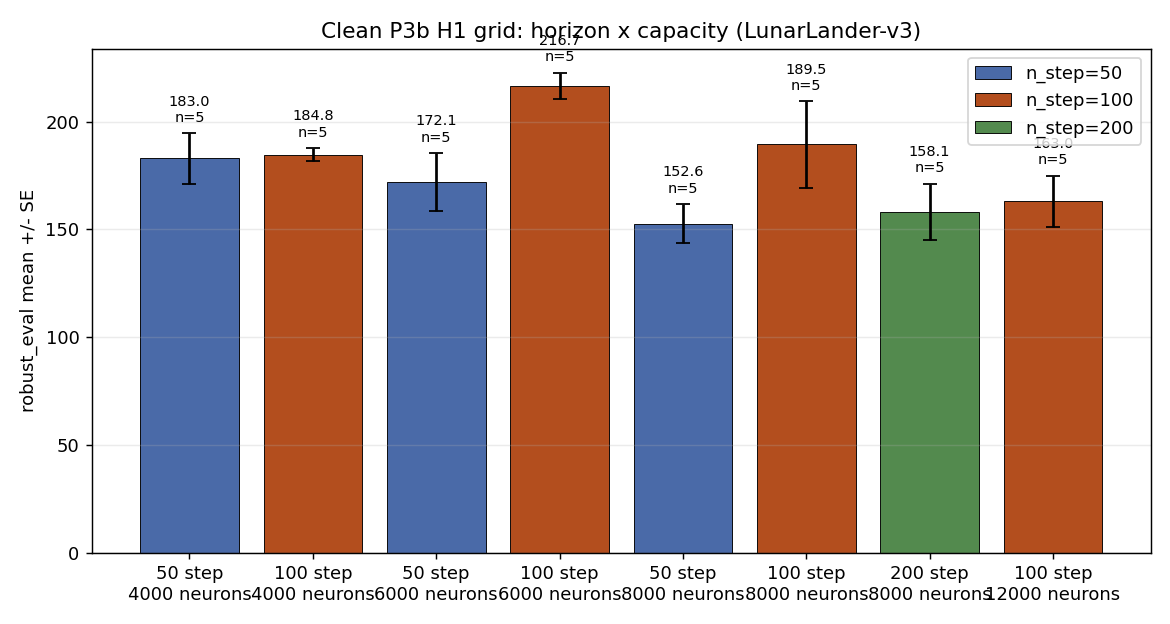 Clean P3b H1 grid: horizon x capacity (LunarLander-v3)
robust_eval mean +/- SE
200
150
100
50
0
183.0
n=5
184.8
n=5
172.1
n=5
216.7
n=5
152.6
n=5
189.5
n=5
158.1
n=5
163.0
n=5
n_step=50
n_step=100
n_step=200
50 step
4000 neurons
100 step
4000 neurons
50 step
6000 neurons
100 step
6000 neurons
50 step
8000 neurons
100 step
8000 neurons
200 step
8000 neurons
100 step
12000 neurons